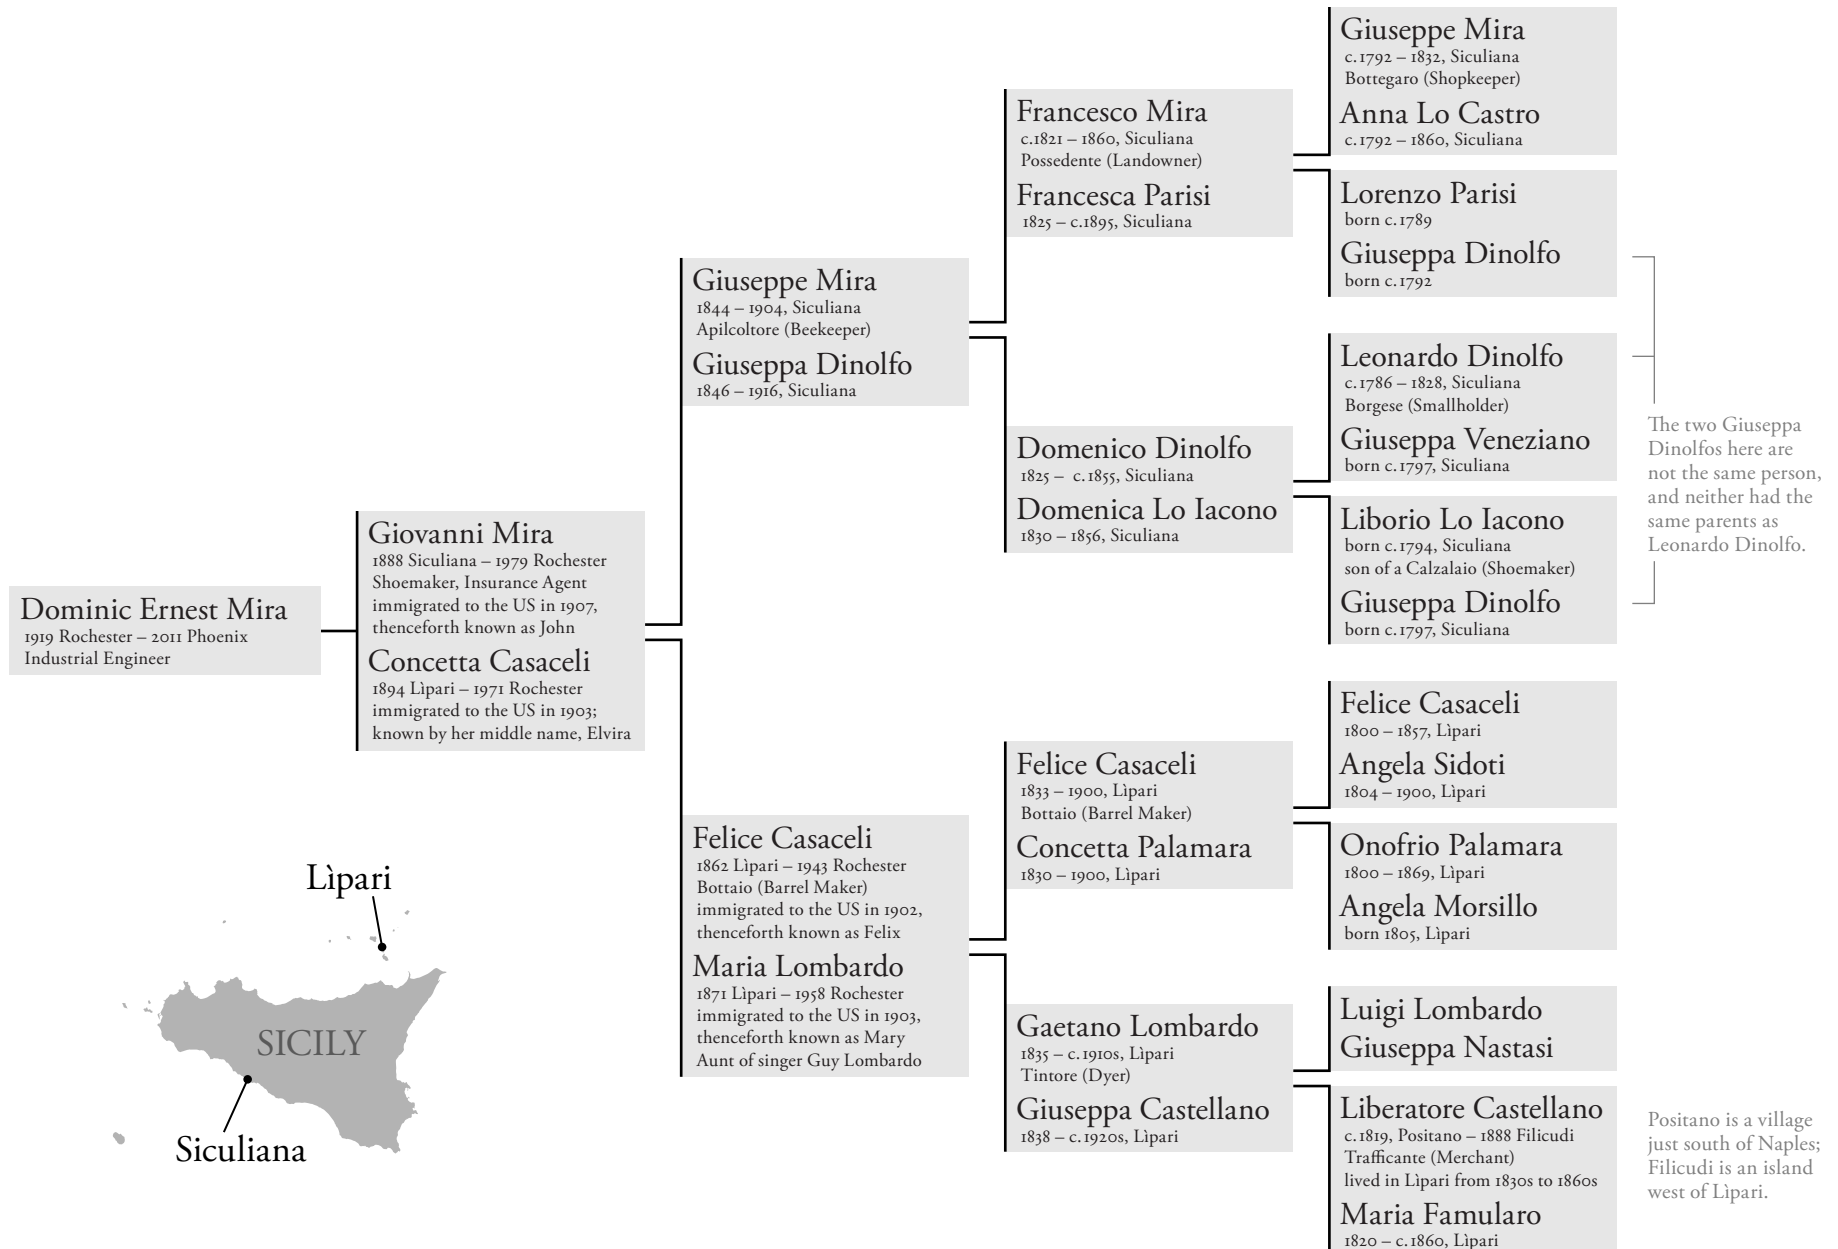 Dominic Ernest Mira
1919 Rochester – 2011 Phoenix
Industrial Engineer
Giovanni Mira
1888 Siculiana – 1979 Rochester
Shoemaker, Insurance Agent
immigrated to the US in 1907,
thenceforth known as John
Concetta Casaceli
1894 Lìpari – 1971 Rochester
immigrated to the US in 1903;
known by her middle name, Elvira
Giuseppe Mira
1844 – 1904, Siculiana
Apilcoltore (Beekeeper)
Giuseppa Dinolfo
1846 – 1916, Siculiana
Felice Casaceli
1862 Lìpari – 1943 Rochester
Bottaio (Barrel Maker)
immigrated to the US in 1902,
thenceforth known as Felix
Maria Lombardo
1871 Lìpari – 1958 Rochester
immigrated to the US in 1903,
thenceforth known as Mary
Aunt of singer Guy Lombardo
Francesco Mira
c.1821 – 1860, Siculiana
Possedente (Landowner)
Francesca Parisi
1825 – c.1895, Siculiana
Domenico Dinolfo
1825 – c.1855, Siculiana
Domenica Lo Iacono
1830 – 1856, Siculiana
Felice Casaceli
1833 – 1900, Lìpari
Bottaio (Barrel Maker)
Concetta Palamara
1830 – 1900, Lìpari
Gaetano Lombardo
1835 – c.1910s, Lìpari
Tintore (Dyer)
Giuseppa Castellano
1838 – c.1920s, Lìpari
Giuseppe Mira
c.1792 – 1832, Siculiana
Bottegaro (Shopkeeper)
Anna Lo Castro
c.1792 – 1860, Siculiana
Lorenzo Parisi
born c.1789
Giuseppa Dinolfo
born c.1792
Leonardo Dinolfo
c.1786 – 1828, Siculiana
Borgese (Smallholder)
Giuseppa Veneziano
born c.1797, Siculiana
Liborio Lo Iacono
born c.1794, Siculiana
son of a Calzalaio (Shoemaker)
Giuseppa Dinolfo
born c.1797, Siculiana
Felice Casaceli
1800 – 1857, Lìpari
Angela Sidoti
1804 – 1900, Lìpari
Onofrio Palamara
1800 – 1869, Lìpari
Angela Morsillo
born 1805, Lìpari
Luigi Lombardo
Giuseppa Nastasi
Liberatore Castellano
c.1819, Positano – 1888 Filicudi
Trafficante (Merchant)
lived in Lìpari from 1830s to 1860s
Maria Famularo
1820 – c.1860, Lìpari
The two Giuseppa
Dinolfos here are
not the same person,
and neither had the
same parents as
Leonardo Dinolfo.
Positano is a village
just south of Naples;
Filicudi is an island
west of Lìpari.
Lìpari
SICILY
Siculiana